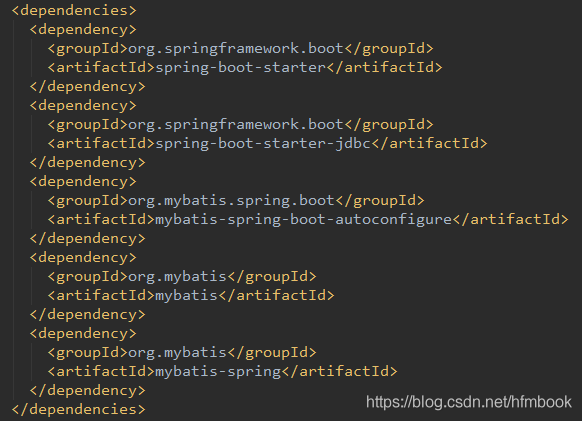 <dependencies>
<dependency>
<groupId>org.springframework.boot</groupId>
<artifactId>spring-boot-starter</artifactId>
</dependency>
<dependency>
<groupId>org.springframework.boot</groupId>
<artifactId>spring-boot-starter-jdbc</artifactId>
</dependency>
<dependency>
<groupId>org.mybatis.spring.boot</groupId>
<artifactId>mybatis-spring-boot-autoconfigure</artifactId>
</dependency>
<dependency>
<groupId>org.mybatis</groupId>
<artifactId>mybatis</artifactId>
</dependency>
<dependency>
<groupId>org.mybatis</groupId>
<artifactId>mybatis-spring</artifactId>
</dependency>
</dependencies>
https://blog.csdn.net/hfmbook